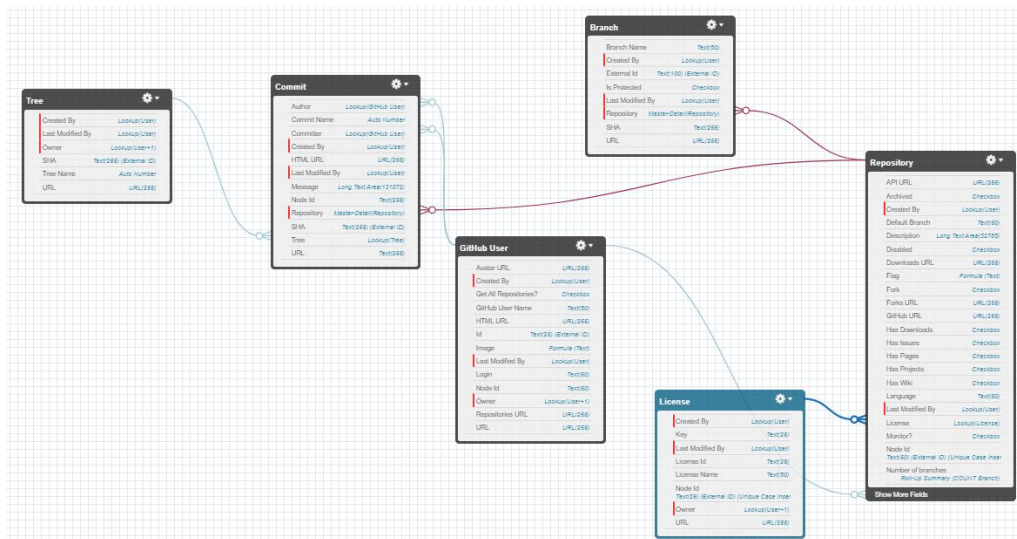 Tree
Created By Lookup(User)
Last Modified By Lookup(User)
Owner Lookup(User+1)
SHA Text(255) (External ID)
Tree Name Auto Number
URL URL(255)
Commit
Author Lookup(GitHub User)
Commit Name Auto Number
Committer Lookup(GitHub User)
Created By Lookup(User)
HTML URL URL(255)
Last Modified By Lookup(User)
Message Long Text Area(131072)
Node Id Text(255)
Repository Master-Detail(Repository)
SHA Text(255) (External ID)
Tree Lookup(Tree)
URL Text(255)
Branch
Branch Name Text(50)
Created By Lookup(User)
External Id Text(100) (External ID)
Is Protected Checkbox
Last Modified By Lookup(User)
Repository Master-Detail(Repository)
SHA Text(255)
URL URL(255)
GitHub User
Avatar URL URL(255)
Created By Lookup(User)
Get All Repositories? Checkbox
GitHub User Name Text(50)
HTML URL URL(255)
Id Text(25) (External ID)
Image Formula (Text)
Last Modified By Lookup(User)
Login Text(50)
Node Id Text(50)
Owner Lookup(User+1)
Repositories URL URL(255)
URL URL(255)
License
Created By Lookup(User)
Key Text(25)
Last Modified By Lookup(User)
License Id Text(25)
License Name Text(50)
Node Id
Text(25) (External ID) (Unique Case Inser
Owner Lookup(User+1)
URL URL(255)
Repository
API URL URL(255)
Archived Checkbox
Created By Lookup(User)
Default Branch Text(50)
Description Long Text Area(32768)
Disabled Checkbox
Downloads URL URL(255)
Flag Formula (Text)
Fork Checkbox
Forks URL URL(255)
GitHub URL URL(255)
Has Downloads Checkbox
Has Issues Checkbox
Has Pages Checkbox
Has Projects Checkbox
Has Wiki Checkbox
Language Text(50)
Last Modified By Lookup(User)
License Lookup(License)
Monitor? Checkbox
Node Id
Text(50) (External ID) (Unique Case Inser
Number of branches
Roll-Up Summary (COUNT Branch)
Show More Fields